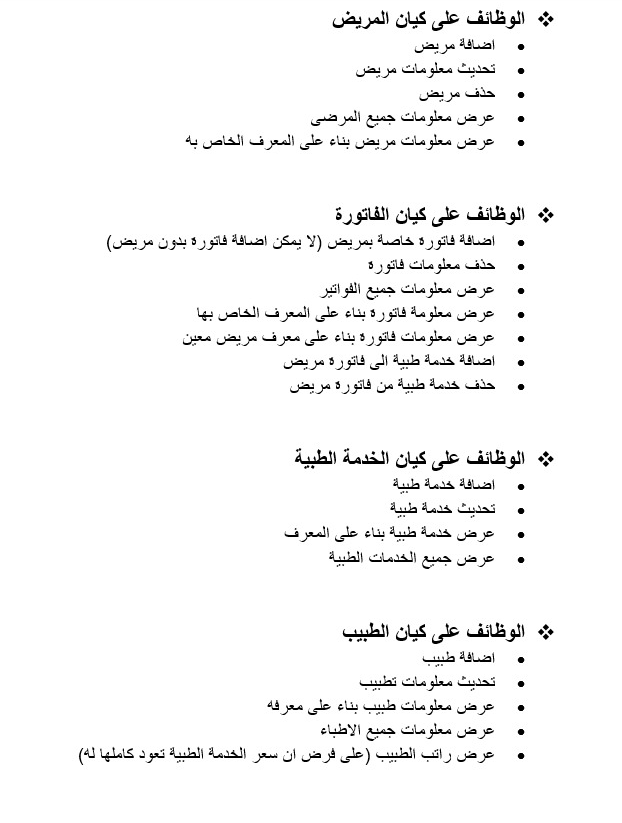 ❖ الوظائف على كيان المريض
• اضافة مريض
• تحديث معلومات مريض
• حذف مريض
• عرض معلومات جميع المرضى
• عرض معلومات مريض بناء على المعرف الخاص به
❖ الوظائف على كيان الفاتورة
• اضافة فاتورة خاصة بمريض (لا يمكن اضافة فاتورة بدون مريض)
• حذف معلومات فاتورة
• عرض معلومات جميع الفواتير
• عرض معلومة فاتورة بناء على المعرف الخاص بها
• عرض معلومات فاتورة بناء على معرف مريض معين
• اضافة خدمة طبية الى فاتورة مريض
• حذف خدمة طبية من فاتورة مريض
❖ الوظائف على كيان الخدمة الطبية
• اضافة خدمة طبية
• تحديث خدمة طبية
• عرض خدمة طبية بناء على المعرف
• عرض جميع الخدمات الطبية
❖ الوظائف على كيان الطبيب
• اضافة طبيب
• تحديث معلومات تطبيب
• عرض معلومات طبيب بناء على معرفه
• عرض معلومات جميع الاطباء
• عرض راتب الطبيب (على فرض ان سعر الخدمة الطبية تعود كاملها له)